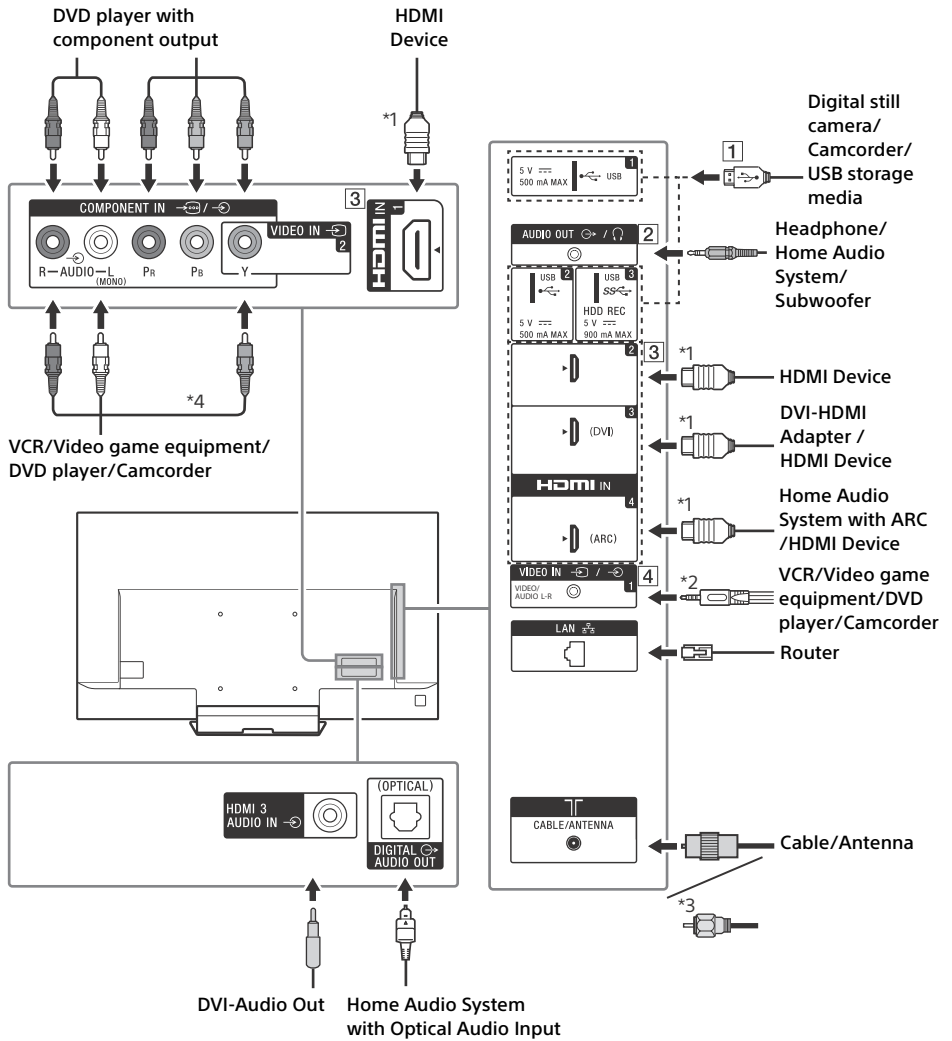 DVD player with
component output
HDMI
Device
*1
COMPONENT IN
VIDEO IN
2
R-AUDIO-L
(MONO)
PR
PB
Y
3
HDMI IN
1
*4
VCR/Video game equipment/
DVD player/Camcorder
1
5 V
500 mA MAX
USB
1
Digital still
camera/
Camcorder/
USB storage
media
AUDIO OUT
2
Headphone/
Home Audio
System/
Subwoofer
USB
2
5 V
500 mA MAX
USB
3
SS
HDD REC
5 V
900 mA MAX
2
3
*1
HDMI Device
3
(DVI)
*1
DVI-HDMI
Adapter /
HDMI Device
HDMI IN
4
(ARC)
*1
Home Audio
System with ARC
/HDMI Device
VIDEO IN
1
VIDEO/
AUDIO L-R
4
*2
VCR/Video game
equipment/DVD
player/Camcorder
LAN
Router
CABLE/ANTENNA
Cable/Antenna
*3
HDMI 3
AUDIO IN
(OPTICAL)
DIGITAL
AUDIO OUT
DVI-Audio Out
Home Audio System
with Optical Audio Input